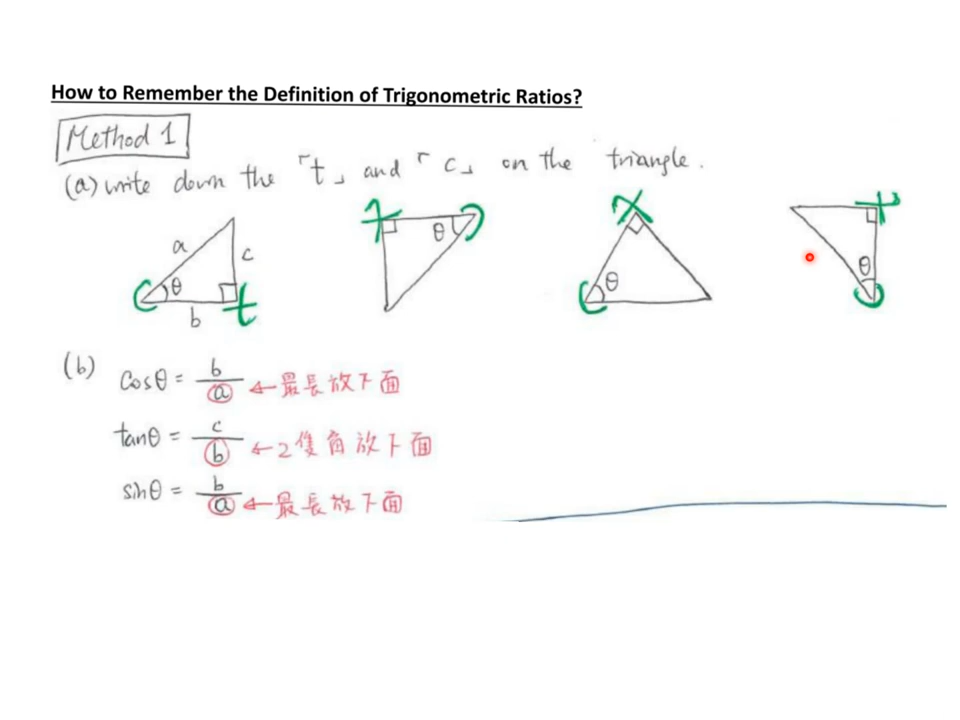 How to Remember the Definition of Trigonometric Ratios?
Method 1
(a) write down the 「t」 and 「c」 on the triangle.
a
c
θ
b
c
t
t
θ
c
t
θ
c
t
θ
c
(b)
cosθ = b/a ← 最長放下面
tanθ = c/b ← 2隻角放下面
sinθ = b/a ← 最長放下面